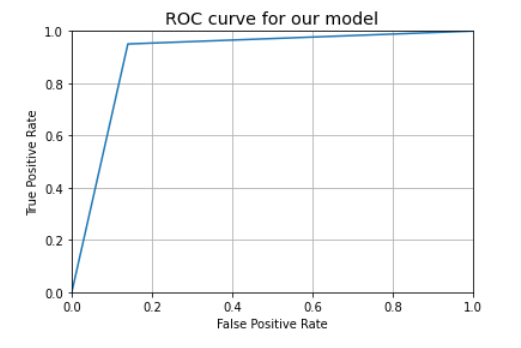 ROC curve for our model
1.0
0.8
0.6
0.4
0.2
0.0
True Positive Rate
0.0 0.2 0.4 0.6 0.8 1.0
False Positive Rate